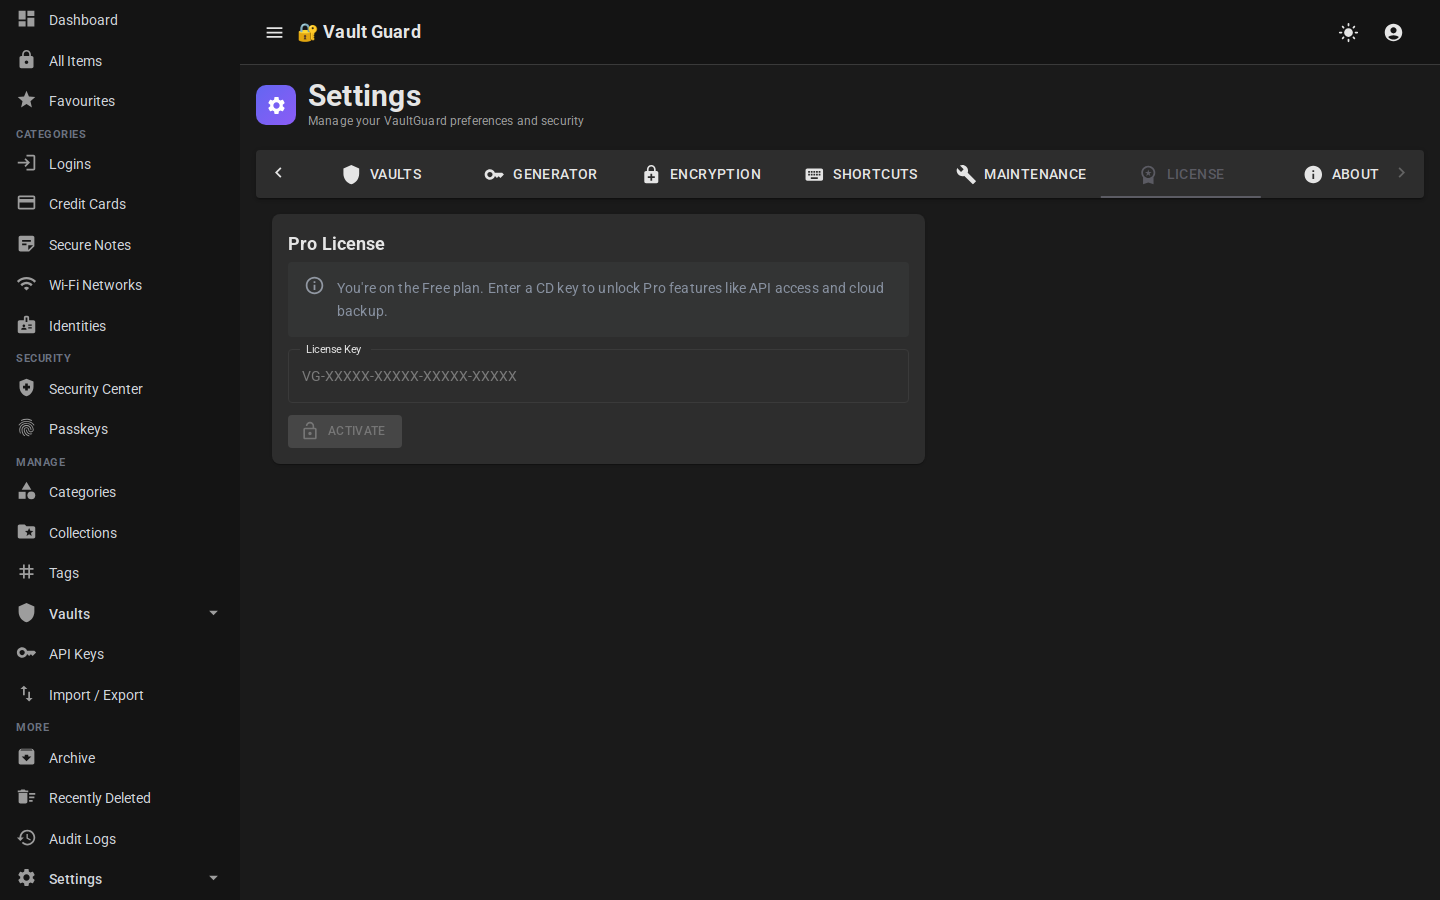 Dashboard
All Items
Favourites
CATEGORIES
Logins
Credit Cards
Secure Notes
Wi-Fi Networks
Identities
SECURITY
Security Center
Passkeys
MANAGE
Categories
Collections
Tags
Vaults
API Keys
Import / Export
MORE
Archive
Recently Deleted
Audit Logs
Settings
Vault Guard
Settings
Manage your VaultGuard preferences and security
VAULTS
GENERATOR
ENCRYPTION
SHORTCUTS
MAINTENANCE
LICENSE
ABOUT
Pro License
You're on the Free plan. Enter a CD key to unlock Pro features like API access and cloud
backup.
License Key
VG-XXXXX-XXXXX-XXXXX-XXXXX
ACTIVATE